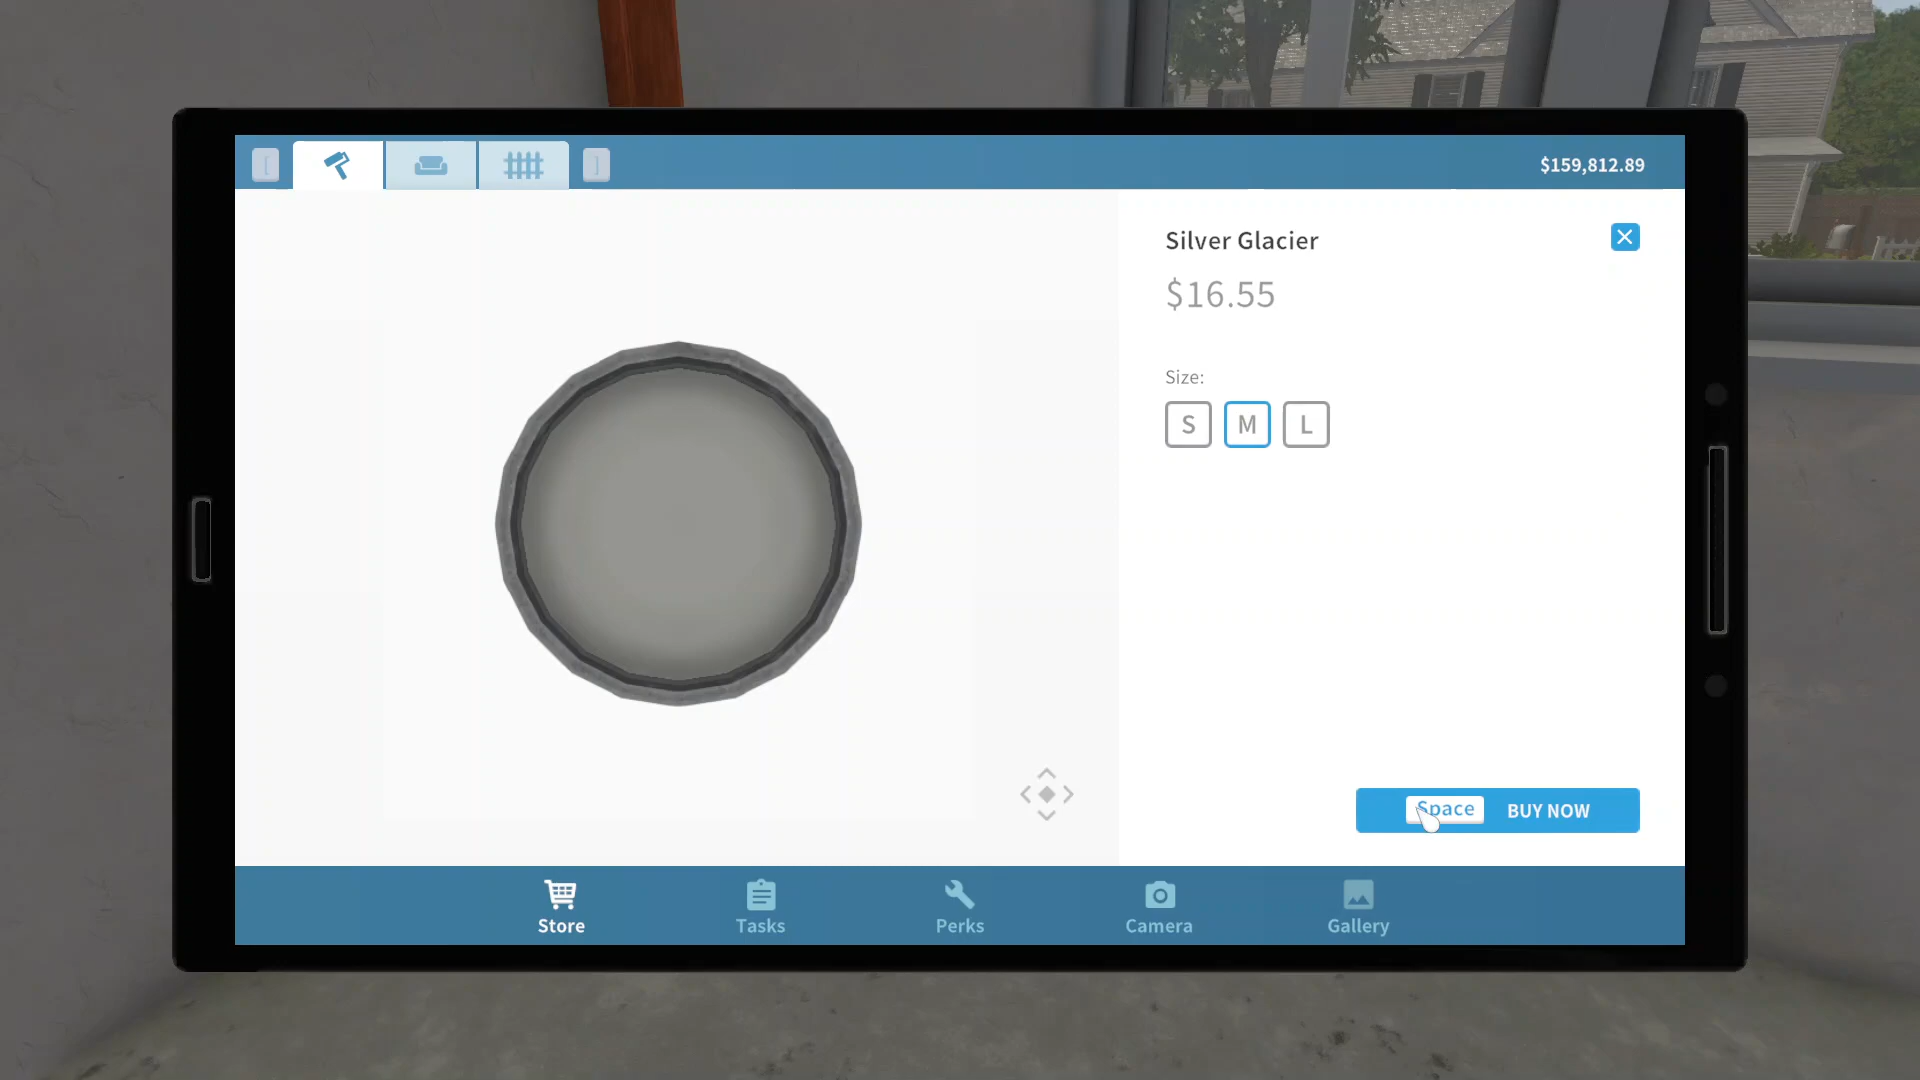 [
]
$159,812.89
Silver Glacier
$16.55
Size:
S M L
Space BUY NOW
Store Tasks Perks Camera Gallery